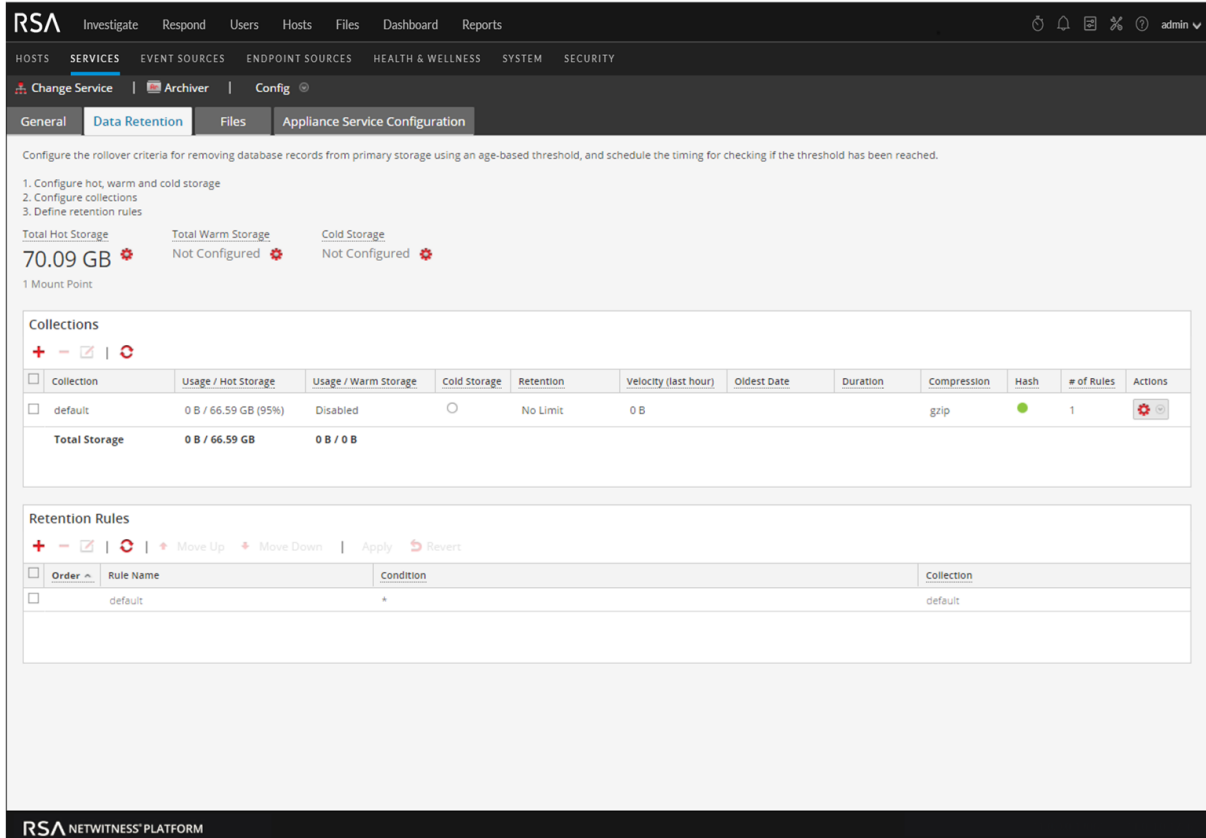 RSA Investigate Respond Users Hosts Files Dashboard Reports admin
HOSTS SERVICES EVENT SOURCES ENDPOINT SOURCES HEALTH & WELLNESS SYSTEM SECURITY
Change Service | Archiver | Config
General Data Retention Files Appliance Service Configuration
Configure the rollover criteria for removing database records from primary storage using an age-based threshold, and schedule the timing for checking if the threshold has been reached.
1. Configure hot, warm and cold storage
2. Configure collections
3. Define retention rules
Total Hot Storage Total Warm Storage Cold Storage
70.09 GB Not Configured Not Configured
1 Mount Point
Collections
Collection Usage / Hot Storage Usage / Warm Storage Cold Storage Retention Velocity (last hour) Oldest Date Duration Compression Hash # of Rules Actions
default 0 B / 66.59 GB (95%) Disabled No Limit 0 B gzip 1
Total Storage 0 B / 66.59 GB 0 B / 0 B
Retention Rules
Move Up Move Down | Apply Revert
Order Rule Name Condition Collection
default * default
RSA NETWITNESS® PLATFORM